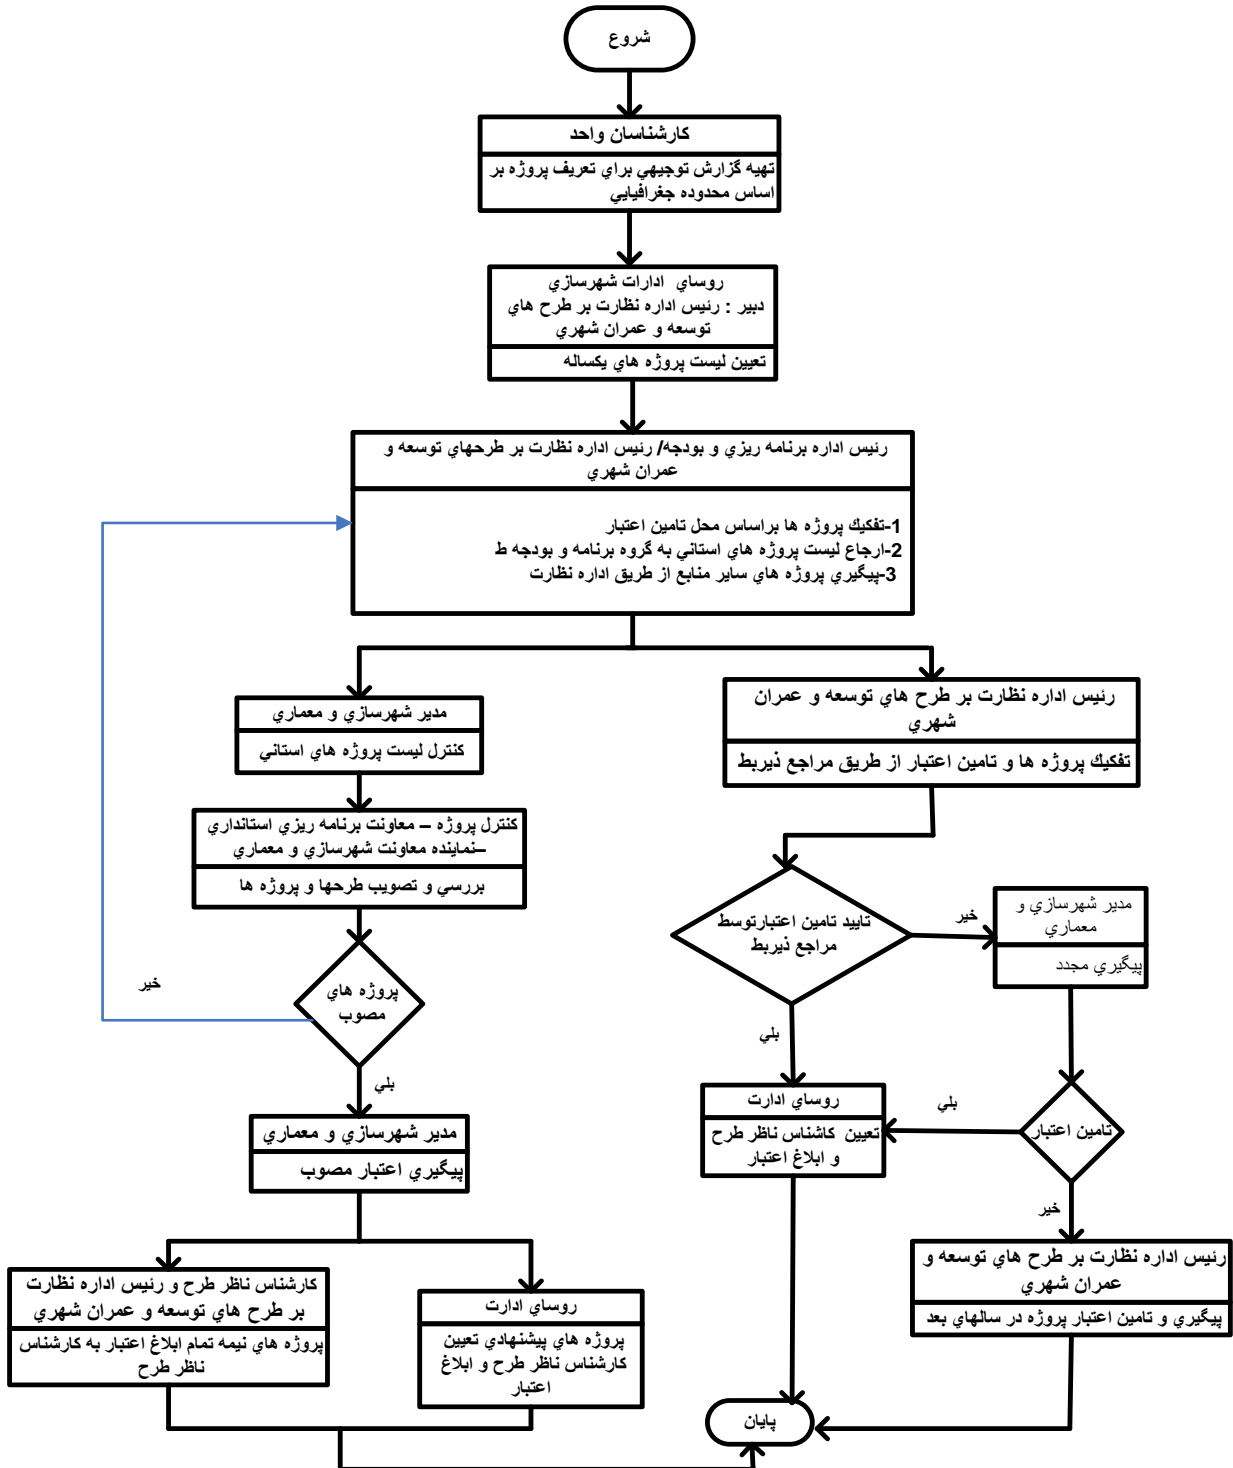 شروع
كارشناسان واحد
تهيه گزارش توجيهي براي تعريف پروژه بر
اساس محدوده جغرافيايي
روساي ادارات شهرسازي
دبير : رئيس اداره نظارت بر طرح هاي
توسعه و عمران شهري
تعيين ليست پروژه هاي يكساله
رئيس اداره برنامه ريزي و بودجه/ رئيس اداره نظارت بر طرحهاي توسعه و
عمران شهري
1-تفكيك پروژه ها براساس محل تامين اعتبار
2-ارجاع ليست پروژه هاي استاني به گروه برنامه و بودجه ط
3-پيگيري پروژه هاي ساير منابع از طريق اداره نظارت
رئيس اداره نظارت بر طرح هاي توسعه و عمران
شهري
تفكيك پروژه ها و تامين اعتبار از طريق مراجع ذيربط
تاييد تامين اعتبارتوسط
مراجع ذيربط
خير
مدير شهرسازي و
معماري
پيگيري مجدد
بلي
روساي ادارت
تعيين كاشناس ناظر طرح
و ابلاغ اعتبار
بلي
تامين اعتبار
خير
رئيس اداره نظارت بر طرح هاي توسعه و
عمران شهري
پيگيري و تامين اعتبار پروژه در سالهاي بعد
مدير شهرسازي و معماري
كنترل ليست پروژه هاي استاني
كنترل پروژه – معاونت برنامه ريزي استانداري
–نماينده معاونت شهرسازي و معماري
بررسي و تصويب طرحها و پروژه ها
پروژه هاي
مصوب
خير
بلي
مدير شهرسازي و معماري
پيگيري اعتبار مصوب
روساي ادارت
پروژه هاي پيشنهادي تعيين
كارشناس ناظر طرح و ابلاغ
اعتبار
كارشناس ناظر طرح و رئيس اداره نظارت
بر طرح هاي توسعه و عمران شهري
پروژه هاي نيمه تمام ابلاغ اعتبار به كارشناس
ناظر طرح
پايان